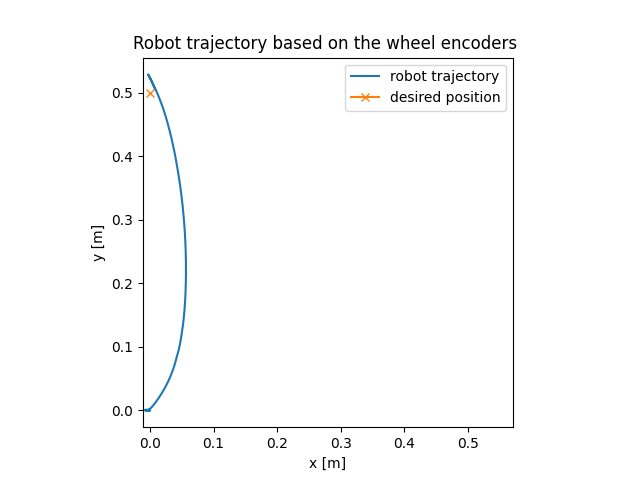 Robot trajectory based on the wheel encoders
robot trajectory
desired position
0.5
0.4
0.3
0.2
0.1
0.0
y [m]
0.0 0.1 0.2 0.3 0.4 0.5
x [m]